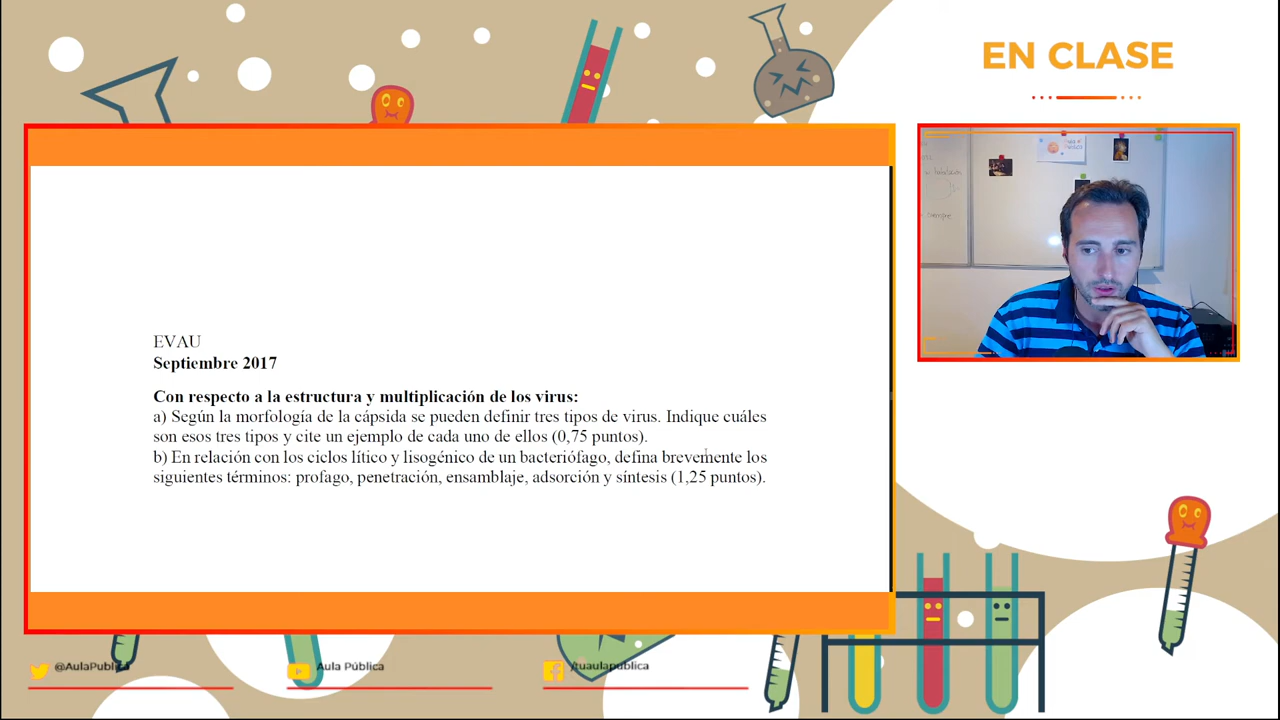 EN CLASE
EVAU
Septiembre 2017
Con respecto a la estructura y multiplicación de los virus:
a) Según la morfología de la cápsida se pueden definir tres tipos de virus. Indique cuáles
son esos tres tipos y cite un ejemplo de cada uno de ellos (0,75 puntos).
b) En relación con los ciclos lítico y lisogénico de un bacteriófago, defina brevemente los
siguientes términos: profago, penetración, ensamblaje, adsorción y síntesis (1,25 puntos).
@AulaPublica
Aula Pública
/tuaulapublica